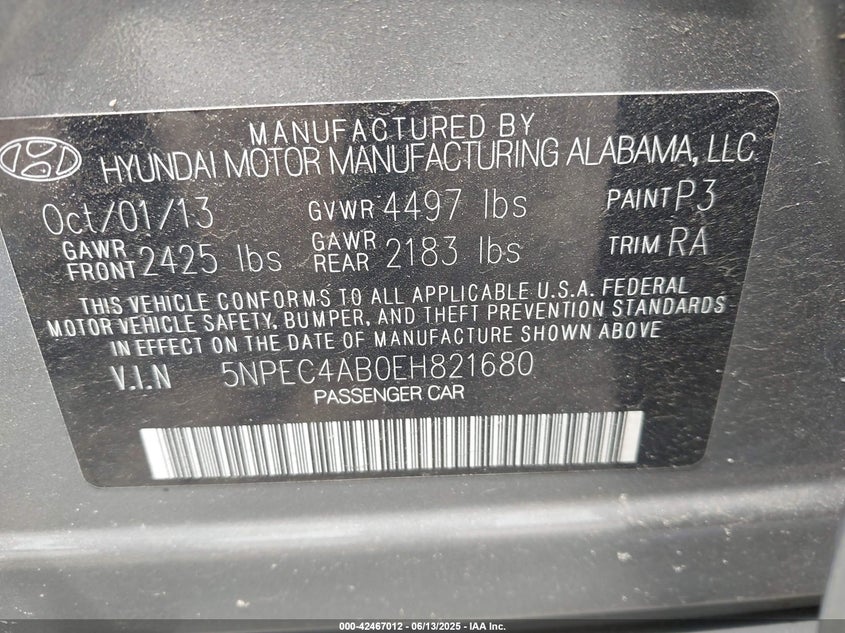 MANUFACTURED BY
HYUNDAI MOTOR MANUFACTURING ALABAMA, LLC
Oct/01/13 GVWR 4497 lbs PAINT P3
GAWR FRONT 2425 lbs GAWR REAR 2183 lbs TRIM RA
THIS VEHICLE CONFORMS TO ALL APPLICABLE U.S.A. FEDERAL
MOTOR VEHICLE SAFETY, BUMPER, AND THEFT PREVENTION STANDARDS
IN EFFECT ON THE DATE OF MANUFACTURE SHOWN ABOVE
V.I.N 5NPEC4AB0EH821680
PASSENGER CAR
000-42467012 - 06/13/2025 - IAA Inc.